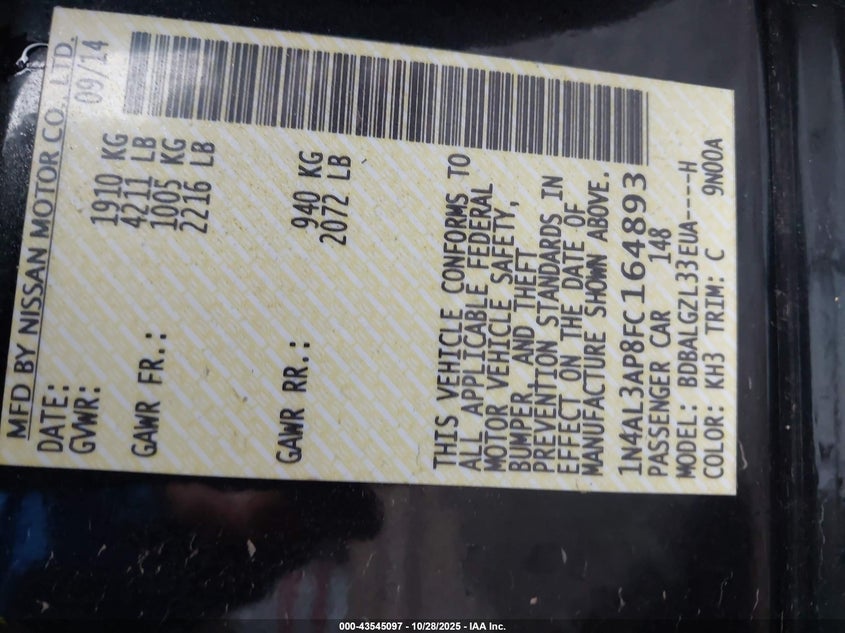 MFD BY NISSAN MOTOR CO., LTD.
DATE: 09/14
GVWR: 1910 KG
4211 LB
GAWR FR.: 1005 KG
2216 LB
GAWR RR.: 940 KG
2072 LB
THIS VEHICLE CONFORMS TO
ALL APPLICABLE FEDERAL
MOTOR VEHICLE SAFETY,
BUMPER, AND THEFT
PREVENTION STANDARDS IN
EFFECT ON THE DATE OF
MANUFACTURE SHOWN ABOVE.
1N4AL3AP8FC164893
PASSENGER CAR 148
MODEL: BDBALGZL33EUA----H
COLOR: KH3 TRIM: C 9N00A
000-43545097 - 10/28/2025 - IAA Inc.